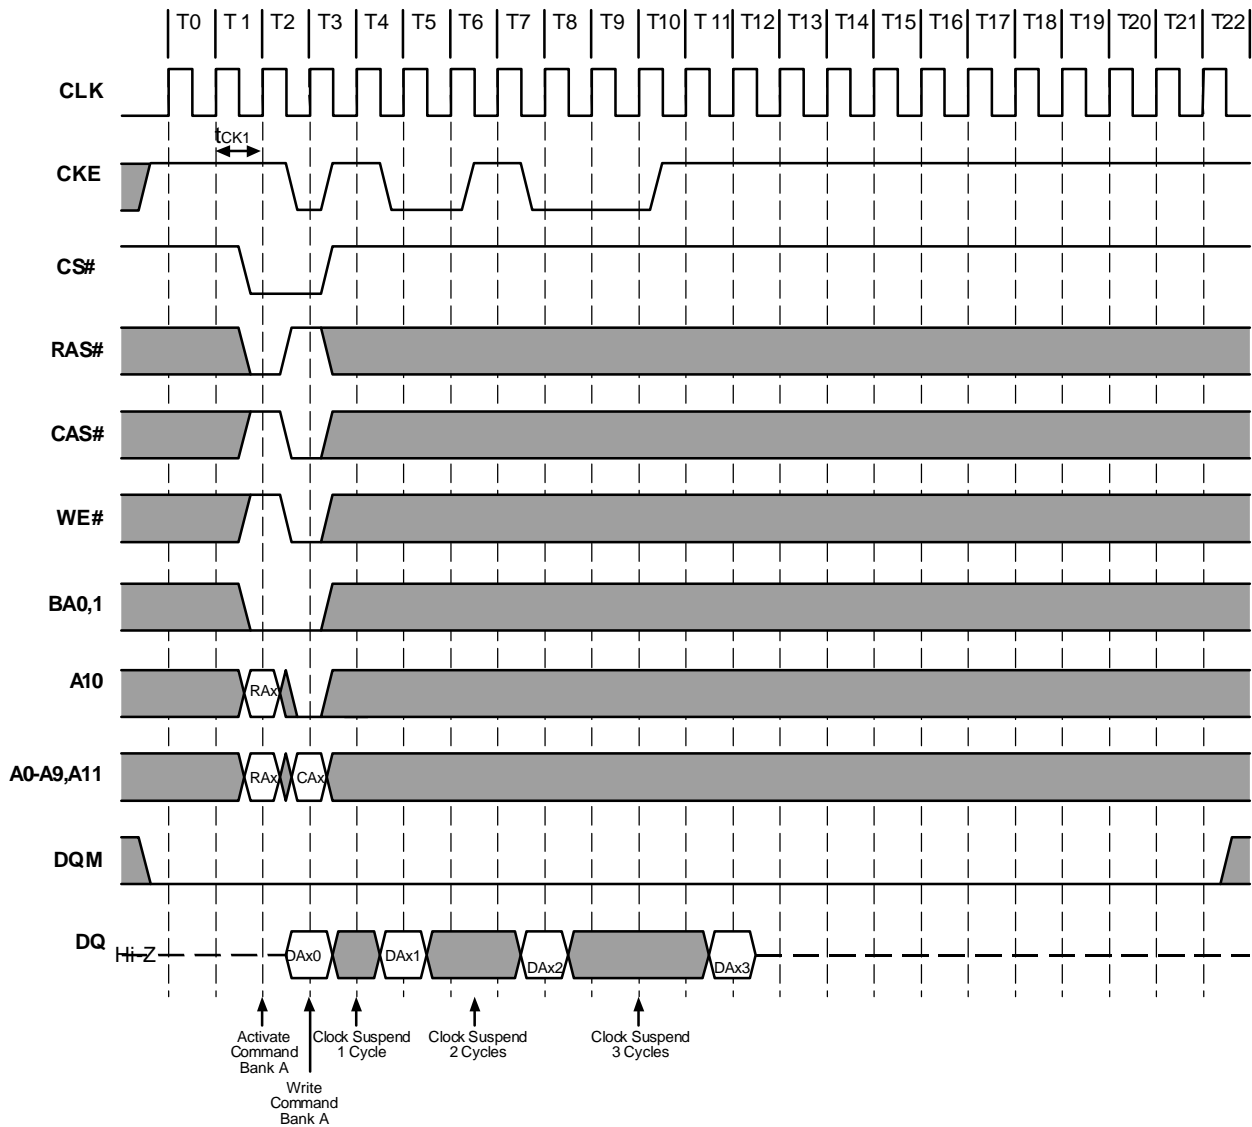 T0 T 1 T2 T3 T4 T5 T6 T7 T8 T9 T10 T 11 T12 T13 T14 T15 T16 T17 T18 T19 T20 T21 T22
CLK
tCK1
CKE
CS#
RAS#
CAS#
WE#
BA0,1
A10
RAx
A0-A9,A11
RAx CAx
DQM
DQ
Hi-Z
DAx0 DAx1 DAx2 DAx3
Activate
Command
Bank A
Write
Command
Bank A
Clock Suspend
1 Cycle
Clock Suspend
2 Cycles
Clock Suspend
3 Cycles